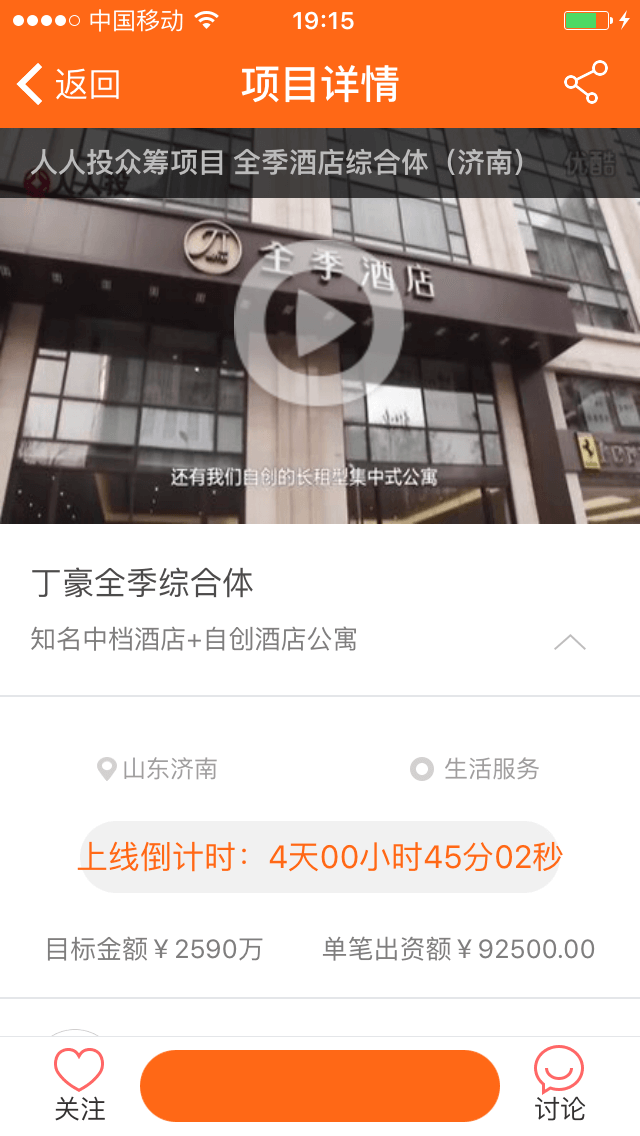 中国移动 19:15
返回 项目详情
人人投众筹项目 全季酒店综合体（济南） 优酷
人人投
全季酒店
还有我们自创的长租型集中式公寓
丁豪全季综合体
知名中档酒店+自创酒店公寓
山东济南 生活服务
上线倒计时：4天00小时45分02秒
目标金额￥2590万 单笔出资额￥92500.00
关注 讨论